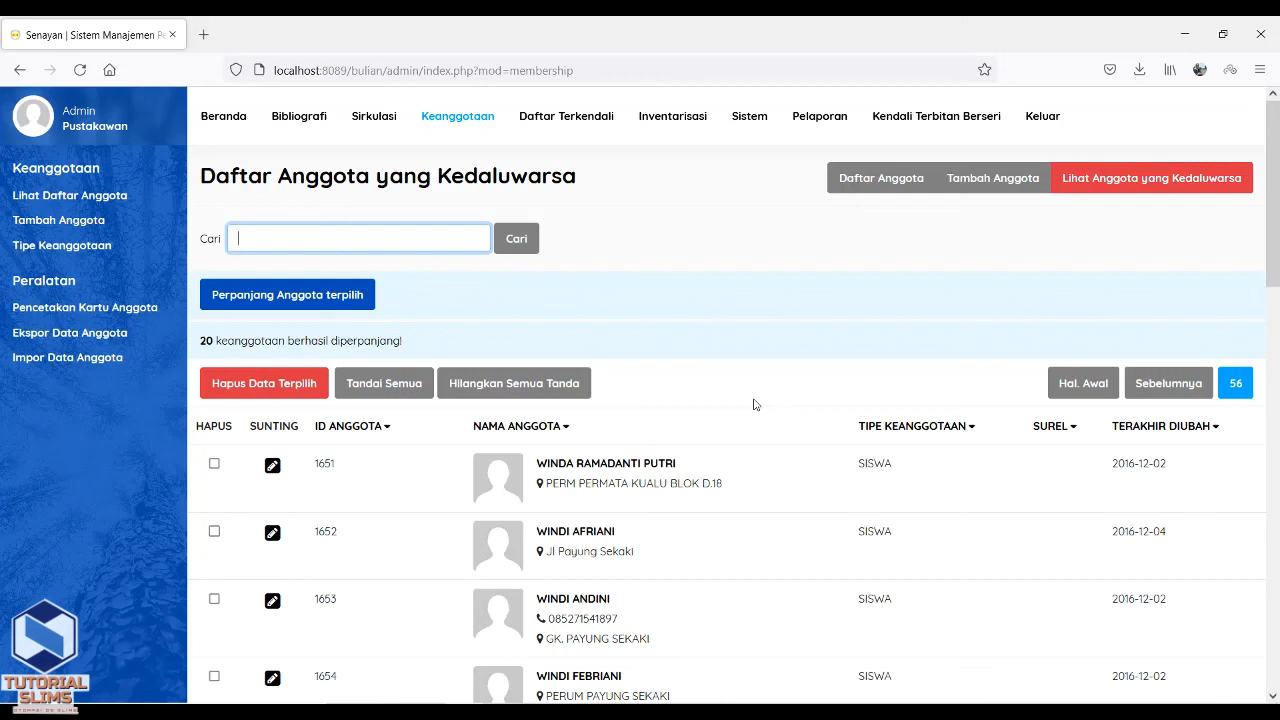 Senayan | Sistem Manajemen Pe
localhost:8089/bulian/admin/index.php?mod=membership
Admin
Pustakawan
Keanggotaan
Lihat Daftar Anggota
Tambah Anggota
Tipe Keanggotaan
Peralatan
Pencetakan Kartu Anggota
Ekspor Data Anggota
Impor Data Anggota
Beranda Bibliografi Sirkulasi Keanggotaan Daftar Terkendali Inventarisasi Sistem Pelaporan Kendali Terbitan Berseri Keluar
Daftar Anggota yang Kedaluwarsa
Daftar Anggota Tambah Anggota Lihat Anggota yang Kedaluwarsa
Cari Cari
Perpanjang Anggota terpilih
20 keanggotaan berhasil diperpanjang!
Hapus Data Terpilih Tandai Semua Hilangkan Semua Tanda Hal. Awal Sebelumnya 56
HAPUS SUNTING ID ANGGOTA NAMA ANGGOTA TIPE KEANGGOTAAN SUREL TERAKHIR DIUBAH
1651 WINDA RAMADANTI PUTRI SISWA 2016-12-02
PERM PERMATA KUALU BLOK D.18
1652 WINDI AFRIANI SISWA 2016-12-04
Jl Payung Sekaki
1653 WINDI ANDINI SISWA 2016-12-02
085271541897
GK. PAYUNG SEKAKI
1654 WINDI FEBRIANI SISWA 2016-12-02
PERUM PAYUNG SEKAKI
TUTORIAL
SLIMS